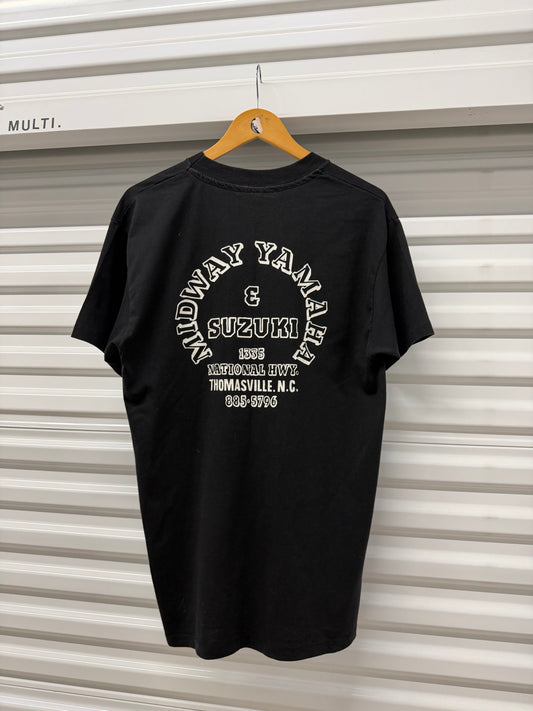 MULTI.
MIDWAY YAMAHA
&
SUZUKI
1335
NATIONAL HWY.
THOMASVILLE. N.C.
885-5796